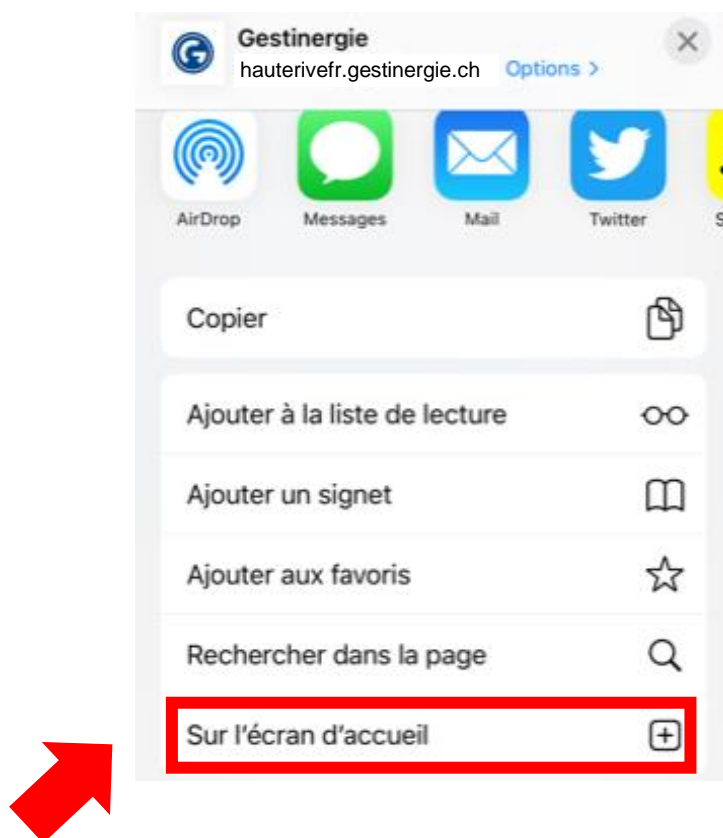 Gestinergie
hauterivefr.gestinergie.ch Options >
AirDrop Messages Mail Twitter S
Copier
Ajouter à la liste de lecture
Ajouter un signet
Ajouter aux favoris
Rechercher dans la page
Sur l'écran d'accueil